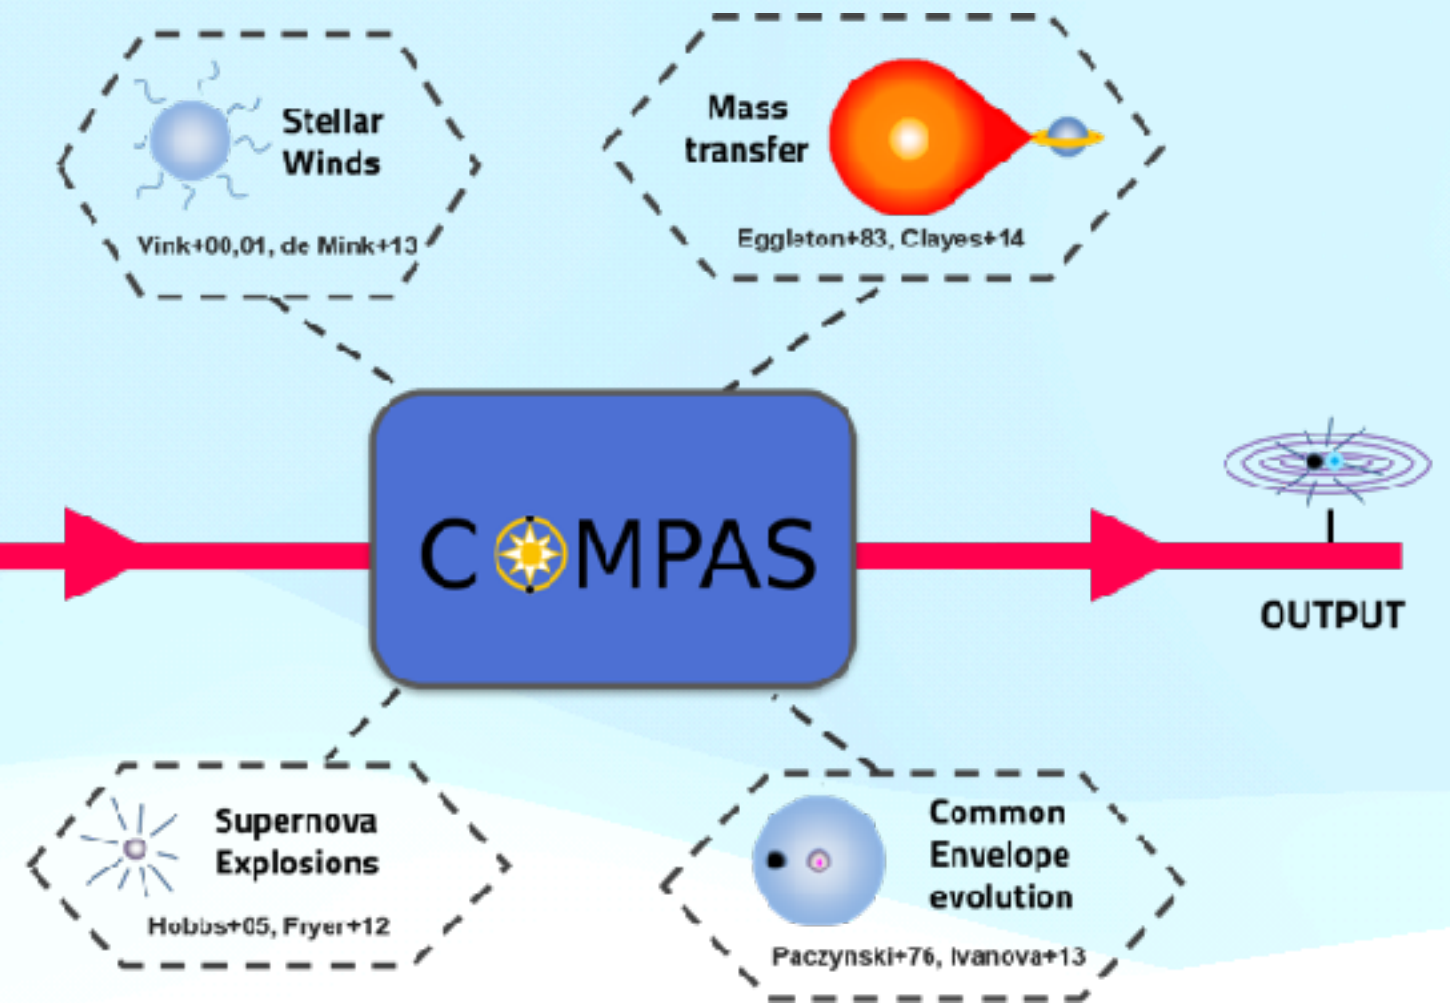 Stellar
Winds
Vink+00,01, de Mink+13
Mass
transfer
Eggleton+83, Clayes+14
COMPAS
OUTPUT
Supernova
Explosions
Hobbs+05, Fryer+12
Common
Envelope
evolution
Paczynski+76, Ivanova+13